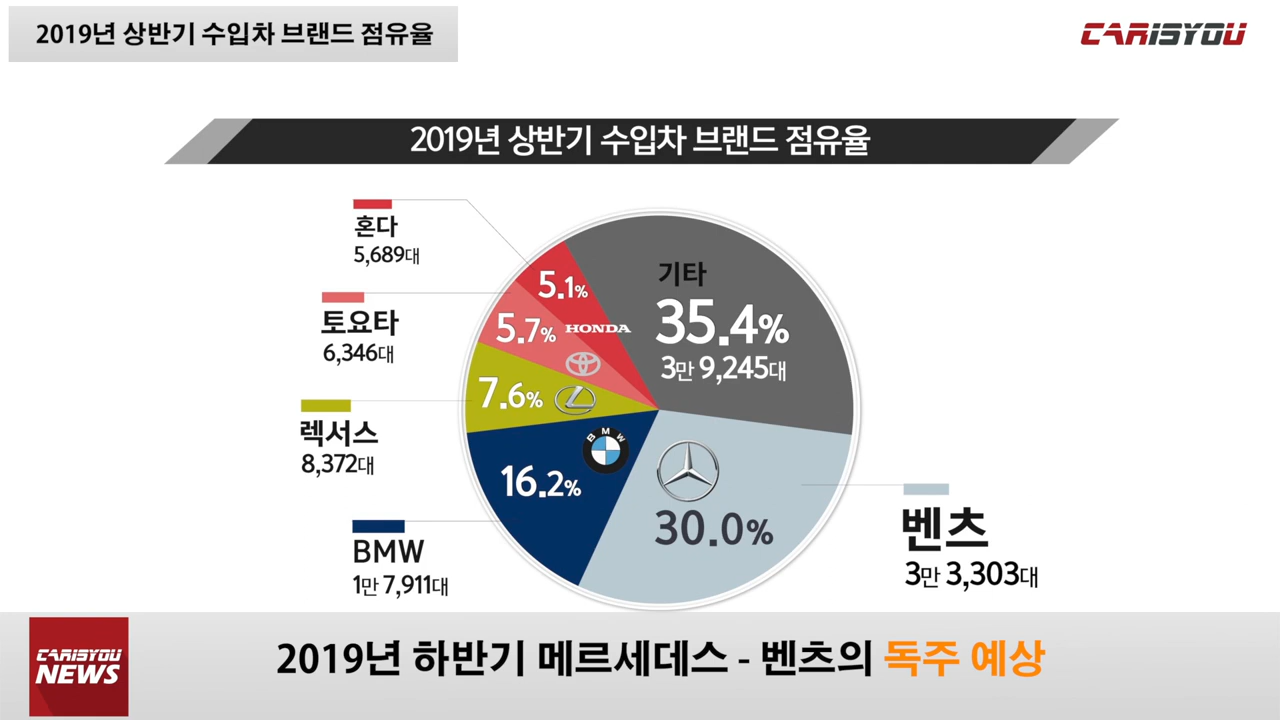 2019년 상반기 수입차 브랜드 점유율
CARISYOU
2019년 상반기 수입차 브랜드 점유율
혼다
5,689대
5.1%
HONDA
토요타
6,346대
5.7%
렉서스
8,372대
7.6%
BMW
1만 7,911대
16.2%
BMW
기타
35.4%
3만 9,245대
30.0%
벤츠
3만 3,303대
CARISYOU
NEWS
2019년 하반기 메르세데스 - 벤츠의 독주 예상